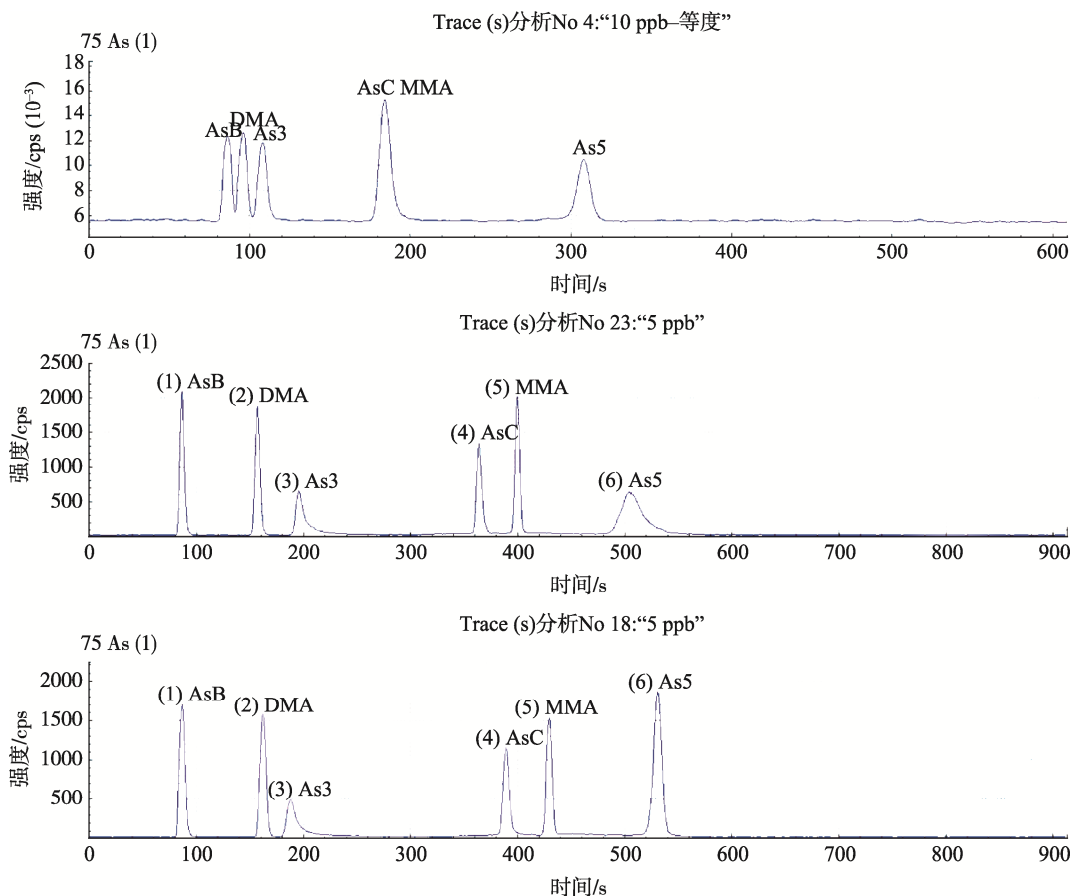 Trace (s)分析No 4:“10 ppb–等度”
75 As (1)
强度/cps (10⁻³)
18
16
14
12
10
8
6
AsB
DMA
As3
AsC MMA
As5
0 100 200 300 400 500 600
时间/s
Trace (s)分析No 23:“5 ppb”
75 As (1)
强度/cps
2500
2000
1500
1000
500
(1) AsB
(2) DMA
(3) As3
(4) AsC
(5) MMA
(6) As5
0 100 200 300 400 500 600 700 800 900
时间/s
Trace (s)分析No 18:“5 ppb”
75 As (1)
强度/cps
2000
1500
1000
500
(1) AsB
(2) DMA
(3) As3
(4) AsC
(5) MMA
(6) As5
0 100 200 300 400 500 600 700 800 900
时间/s